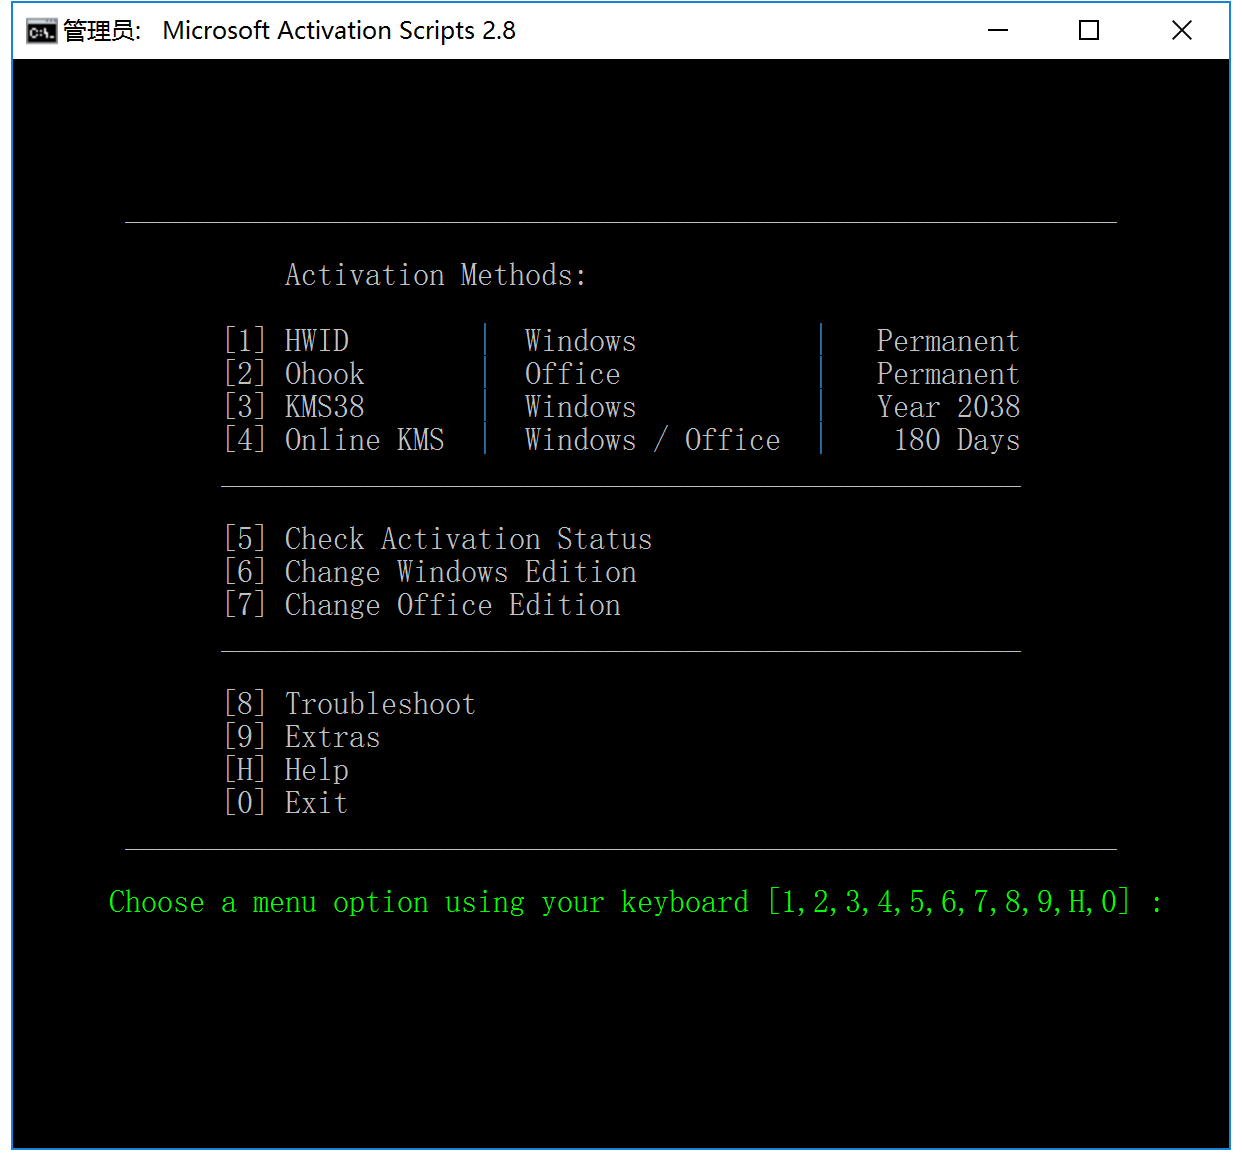 管理员:   Microsoft Activation Scripts 2.8
Activation Methods:
[1] HWID | Windows | Permanent
[2] Ohook | Office | Permanent
[3] KMS38 | Windows | Year 2038
[4] Online KMS | Windows / Office | 180 Days
[5] Check Activation Status
[6] Change Windows Edition
[7] Change Office Edition
[8] Troubleshoot
[9] Extras
[H] Help
[0] Exit
Choose a menu option using your keyboard [1,2,3,4,5,6,7,8,9,H,0] :